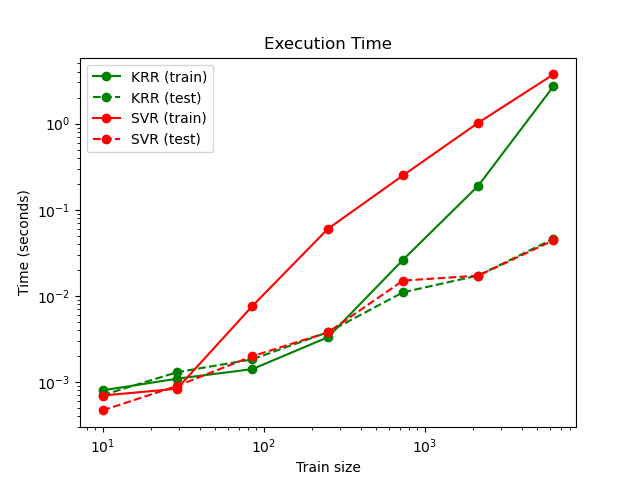 Execution Time
KRR (train)
KRR (test)
SVR (train)
SVR (test)
Time (seconds)
10⁰
10⁻¹
10⁻²
10⁻³
10¹
10²
10³
Train size